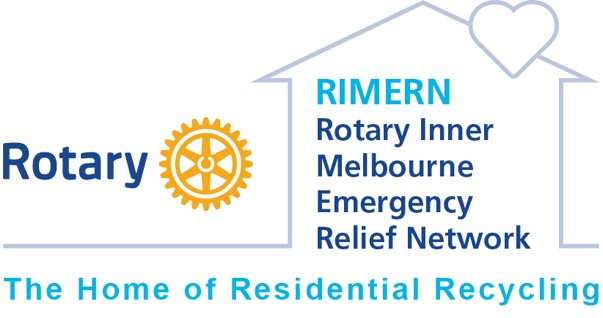 Rotary
RIMERN
Rotary Inner
Melbourne
Emergency
Relief Network
The Home of Residential Recycling